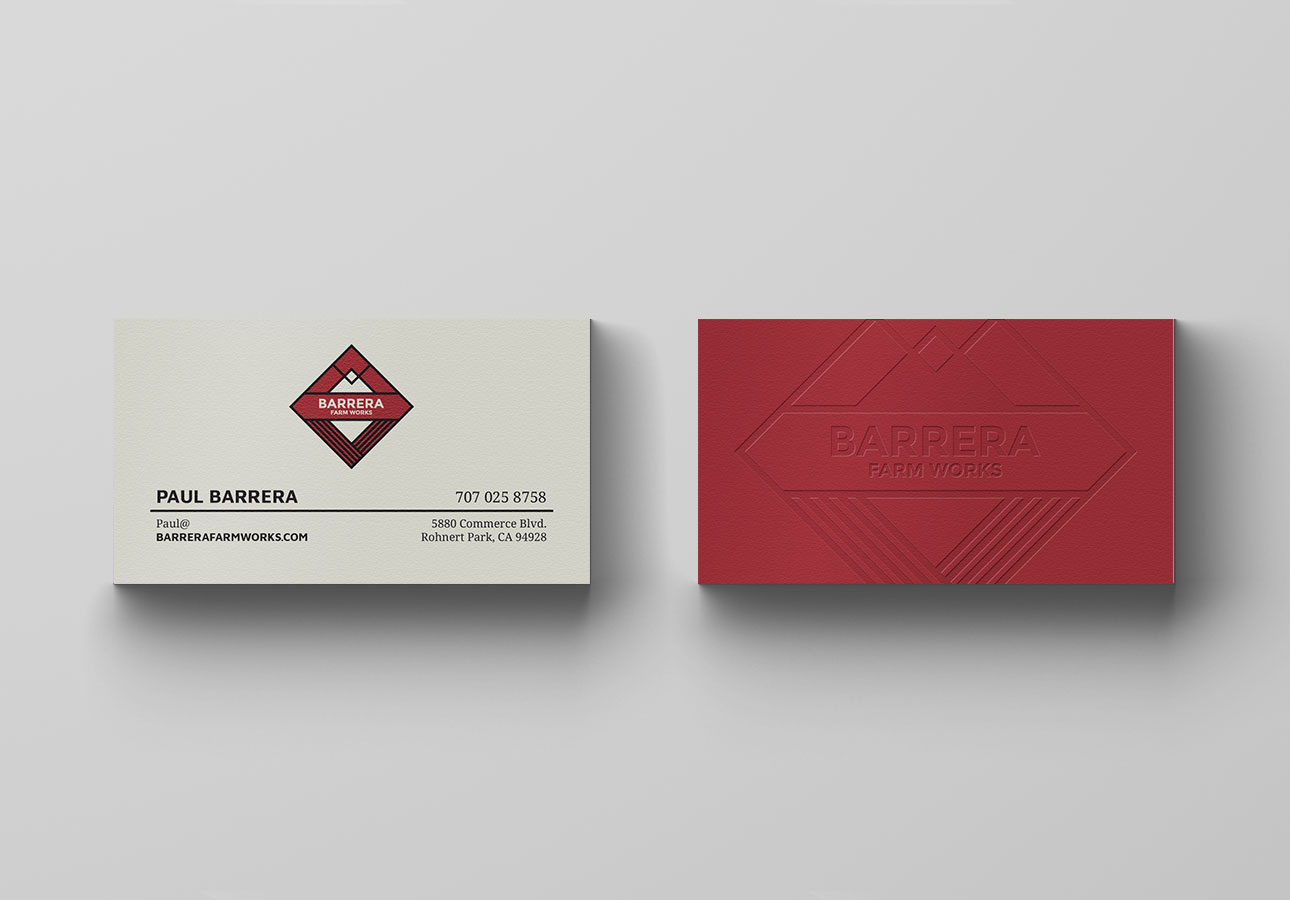 BARRERA
FARM WORKS
PAUL BARRERA
707 025 8758
Paul@
BARRERAFARMWORKS.COM
5880 Commerce Blvd.
Rohnert Park, CA 94928
BARRERA
FARM WORKS